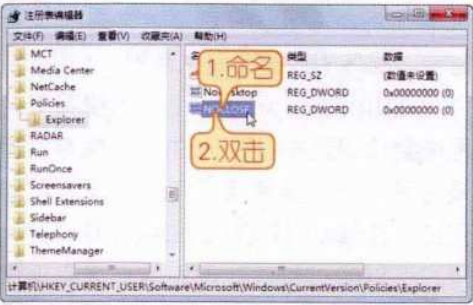 注册表编辑器
文件(F) 编辑(E) 查看(V) 收藏夹(A) 帮助(H)
MCT
Media Center
NetCache
Policies
Explorer
RADAR
Run
RunOnce
Screensavers
Shell Extensions
Sidebar
Telephony
ThemeManager
类型 数据
1.命名
REG_SZ (数值未设置)
REG_DWORD 0x00000000 (0)
NOCLOSE REG_DWORD 0x00000000 (0)
2.双击
计算机\HKEY_CURRENT_USER\Software\Microsoft\Windows\CurrentVersion\Policies\Explorer